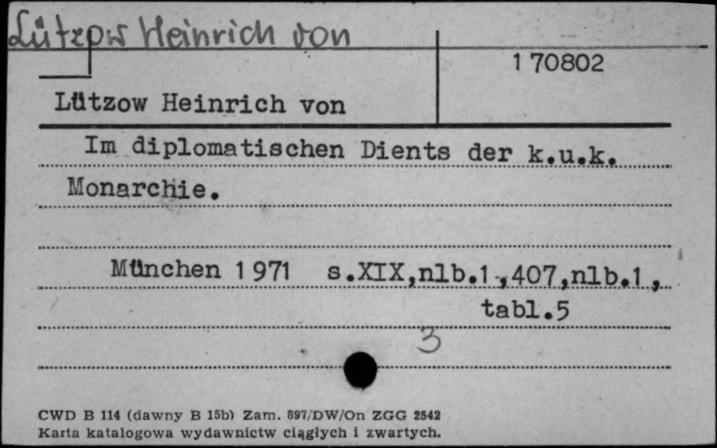 Lützow Heinrich von
1 70802
Lützow Heinrich von
Im diplomatischen Dients der k.u.k.
Monarchie.
München 1971 s.XIX,nlb.1,407,nlb.1,
tabl.5
3
CWD B 114 (dawny B 15b) Zam. 897/DW/On ZGG 2542
Karta katalogowa wydawnictw ciągłych i zwartych.